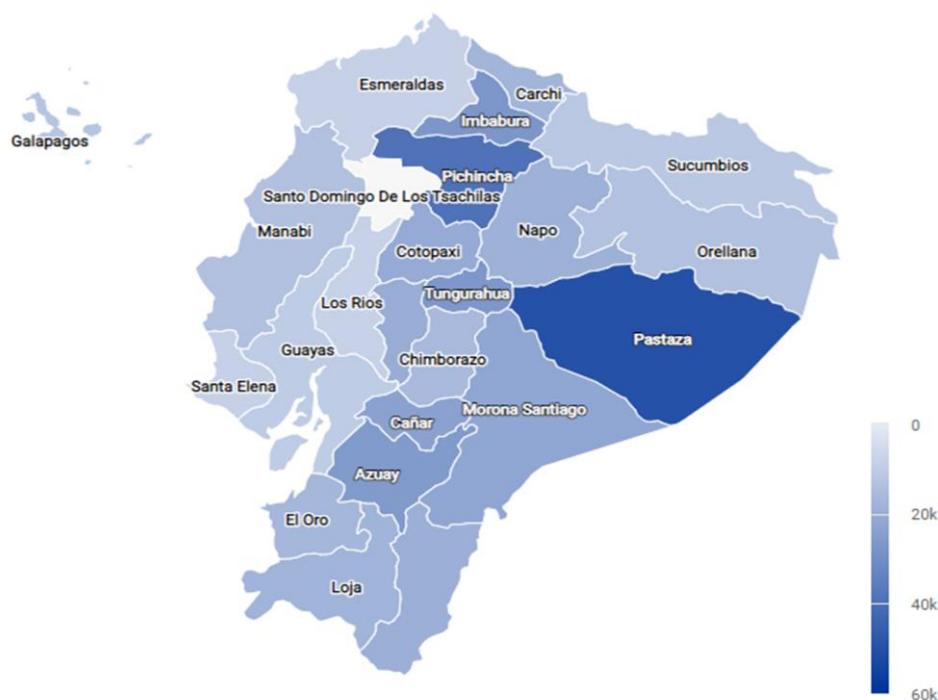 Esmeraldas
Carchi
Imbabura
Galapagos
Sucumbios
Pichincha
Santo Domingo De Los Tsachilas
Manabi
Napo
Cotopaxi
Orellana
Tungurahua
Los Rios
Pastaza
Guayas
Chimborazo
Santa Elena
Morona Santiago
Cañar
0
Azuay
20k
El Oro
Loja
40k
60k